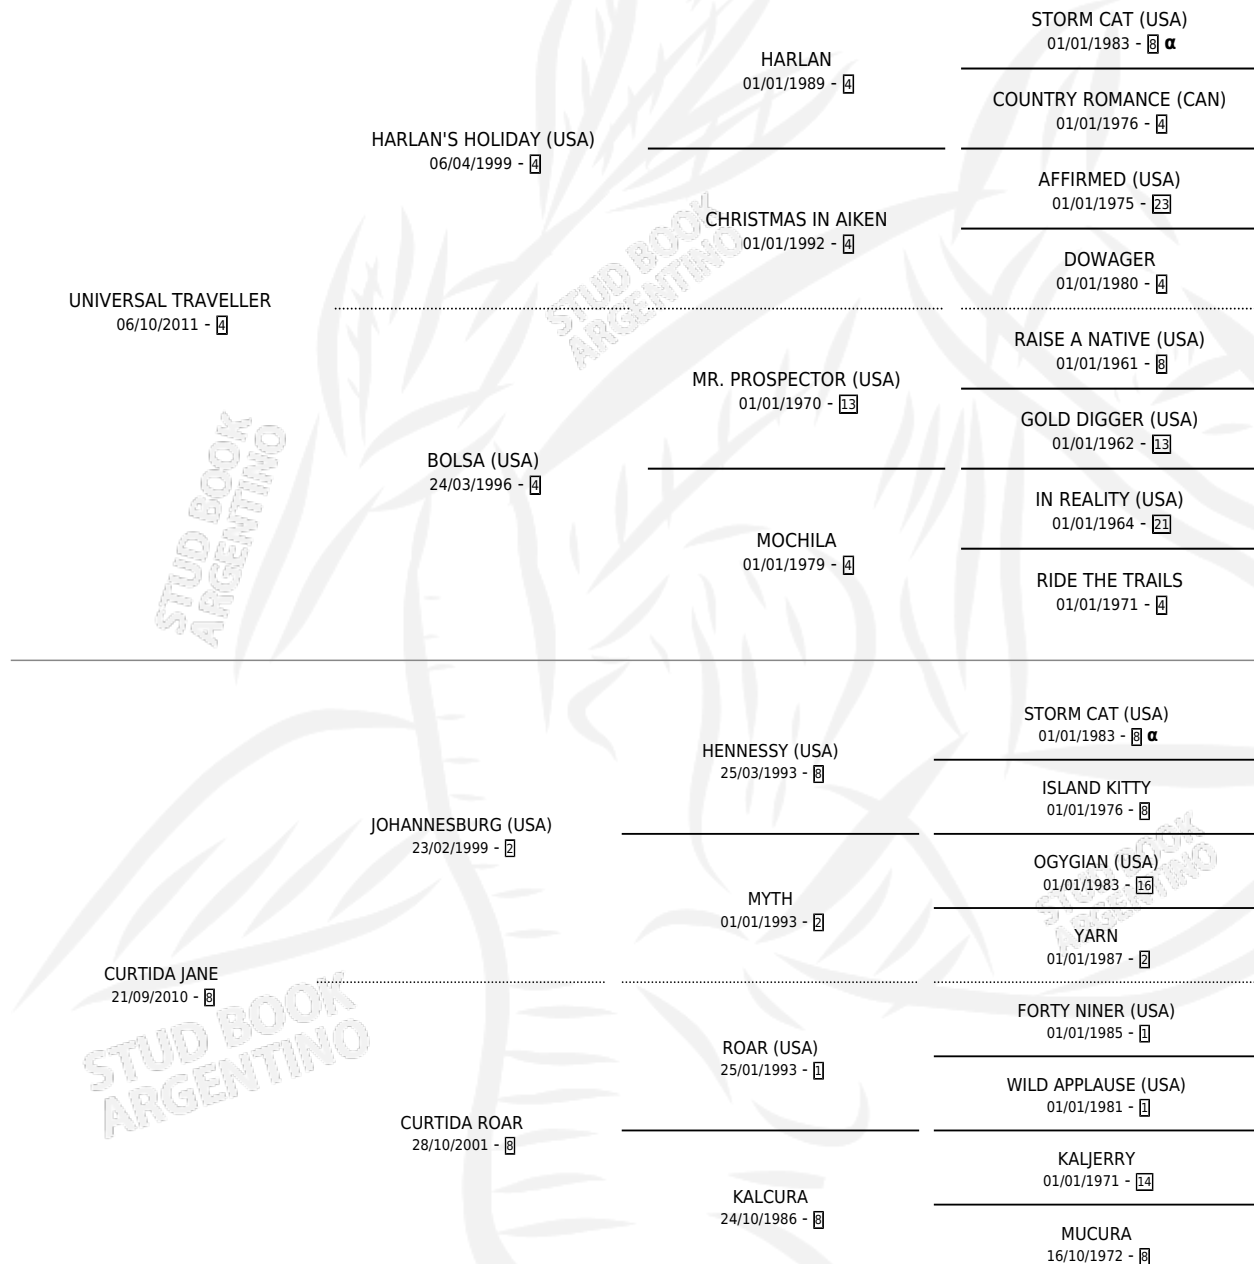 STORM CAT (USA)
01/01/1983 - 8 α
HARLAN
01/01/1989 - 4
COUNTRY ROMANCE (CAN)
01/01/1976 - 4
HARLAN'S HOLIDAY (USA)
06/04/1999 - 4
AFFIRMED (USA)
01/01/1975 - 23
CHRISTMAS IN AIKEN
01/01/1992 - 4
DOWAGER
01/01/1980 - 4
UNIVERSAL TRAVELLER
06/10/2011 - 4
STUD BOOK
ARGENTINO
RAISE A NATIVE (USA)
01/01/1961 - 8
MR. PROSPECTOR (USA)
01/01/1970 - 13
GOLD DIGGER (USA)
01/01/1962 - 13
BOLSA (USA)
24/03/1996 - 4
IN REALITY (USA)
01/01/1964 - 21
MOCHILA
01/01/1979 - 4
RIDE THE TRAILS
01/01/1971 - 4
STUD BOOK
ARGENTINO
STORM CAT (USA)
01/01/1983 - 8 α
HENNESSY (USA)
25/03/1993 - 8
ISLAND KITTY
01/01/1976 - 8
JOHANNESBURG (USA)
23/02/1999 - 2
OGYGIAN (USA)
01/01/1983 - 16
STUD BOOK
ARGENTINO
MYTH
01/01/1993 - 2
YARN
01/01/1987 - 2
CURTIDA JANE
21/09/2010 - 8
STUD BOOK
ARGENTINO
FORTY NINER (USA)
01/01/1985 - 1
ROAR (USA)
25/01/1993 - 1
WILD APPLAUSE (USA)
01/01/1981 - 1
CURTIDA ROAR
28/10/2001 - 8
KALJERRY
01/01/1971 - 14
KALCURA
24/10/1986 - 8
MUCURA
16/10/1972 - 8